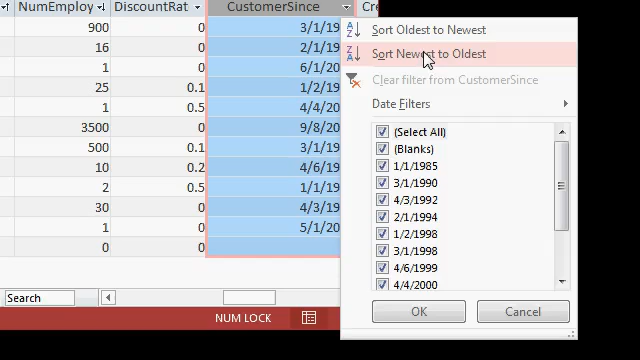 NumEmploy DiscountRat CustomerSince Cre
900 0 3/1/19
16 0 2/1/19
1 0 6/1/20
25 0.1 1/2/19
1 0.5 4/4/20
3500 0 9/8/20
500 0.1 3/1/19
10 0.2 4/6/19
2 0.5 1/1/19
30 0 4/3/19
1 0 5/1/20
0 0
Search
NUM LOCK
Sort Oldest to Newest
Sort Newest to Oldest
Clear filter from CustomerSince
Date Filters
(Select All)
(Blanks)
1/1/1985
3/1/1990
4/3/1992
2/1/1994
1/2/1998
3/1/1998
4/6/1999
4/4/2000
OK Cancel